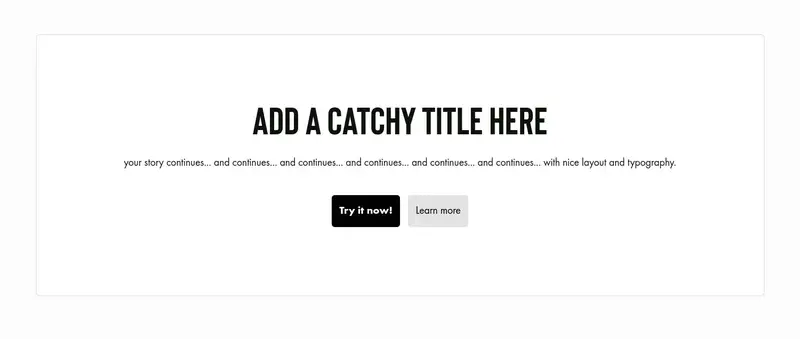 ADD A CATCHY TITLE HERE
your story continues... and continues... and continues... and continues... and continues... and continues... with nice layout and typography.
Try it now!
Learn more